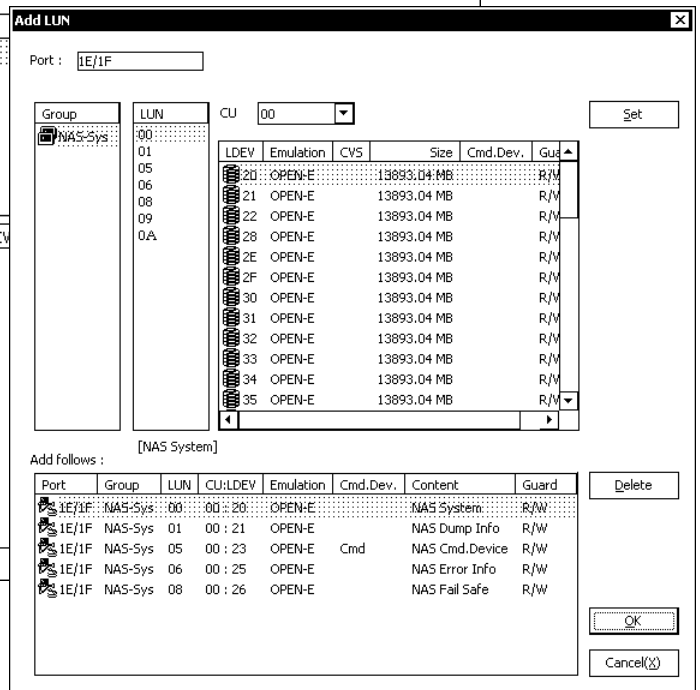 Add LUN
Port : 1E/1F
Group LUN CU 00 Set
NAS-Sys
00
01
05
06
08
09
0A
LDEV Emulation CVS Size Cmd.Dev. Gua
20 OPEN-E 13893.04 MB R/W
21 OPEN-E 13893.04 MB R/W
22 OPEN-E 13893.04 MB R/W
28 OPEN-E 13893.04 MB R/W
2E OPEN-E 13893.04 MB R/W
2F OPEN-E 13893.04 MB R/W
30 OPEN-E 13893.04 MB R/W
31 OPEN-E 13893.04 MB R/W
32 OPEN-E 13893.04 MB R/W
33 OPEN-E 13893.04 MB R/W
34 OPEN-E 13893.04 MB R/W
35 OPEN-E 13893.04 MB R/W
[NAS System]
Add follows :
Port Group LUN CU:LDEV Emulation Cmd.Dev. Content Guard
1E/1F NAS-Sys 00 00 : 20 OPEN-E NAS System R/W
1E/1F NAS-Sys 01 00 : 21 OPEN-E NAS Dump Info R/W
1E/1F NAS-Sys 05 00 : 23 OPEN-E Cmd NAS Cmd.Device R/W
1E/1F NAS-Sys 06 00 : 25 OPEN-E NAS Error Info R/W
1E/1F NAS-Sys 08 00 : 26 OPEN-E NAS Fail Safe R/W
Delete
OK
Cancel(X)